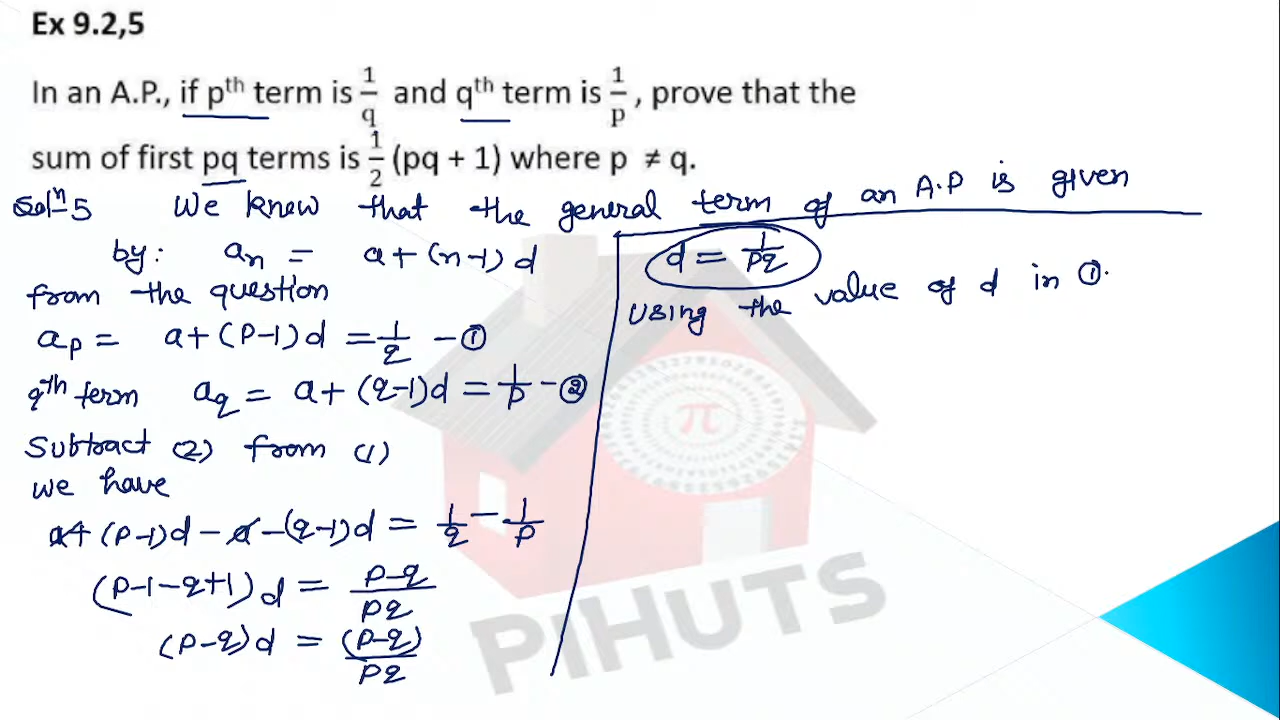 Ex 9.2,5
In an A.P., if pth term is 1/q and qth term is 1/p, prove that the
sum of first pq terms is 1/2 (pq + 1) where p ≠ q.
Solⁿ-5 We know that the general term of an A.P is given
by: aₙ = a+(n-1)d
from the question
aₚ = a+(P-1)d = 1/q - ①
qth term a_q = a+(q-1)d = 1/p - ②
Subtract (2) from (1)
we have
a+(P-1)d - a - (q-1)d = 1/q - 1/p
(P-1-q+1)d = p-q/pq
(P-q)d = (p-q)/pq
d = 1/pq
Using the value of d in ①.
π
PIHUTS